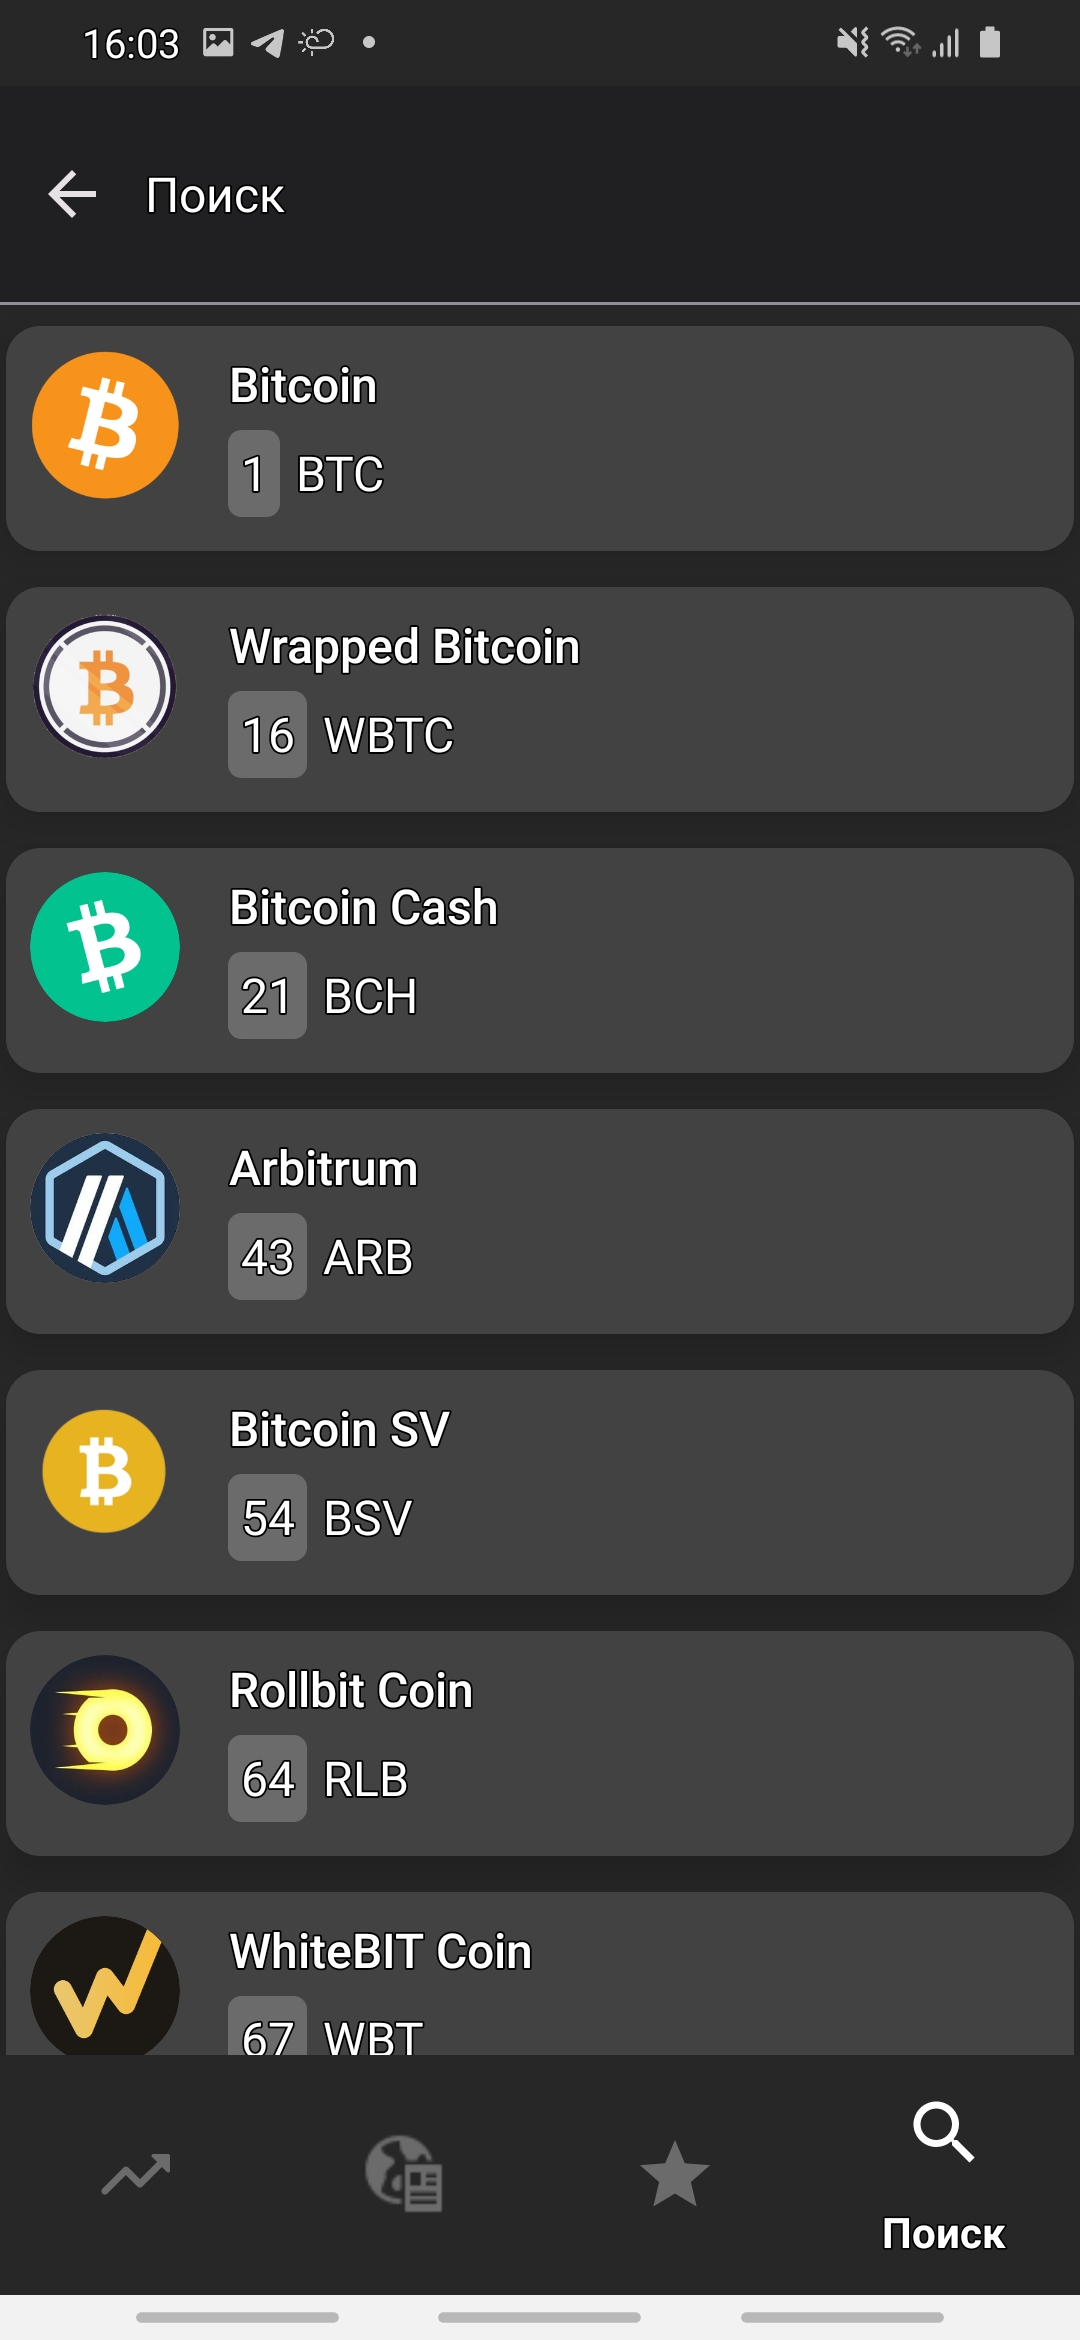 16:03
Поиск
Bitcoin
1 BTC
Wrapped Bitcoin
16 WBTC
Bitcoin Cash
21 BCH
Arbitrum
43 ARB
Bitcoin SV
54 BSV
Rollbit Coin
64 RLB
WhiteBIT Coin
67 WBT
Поиск